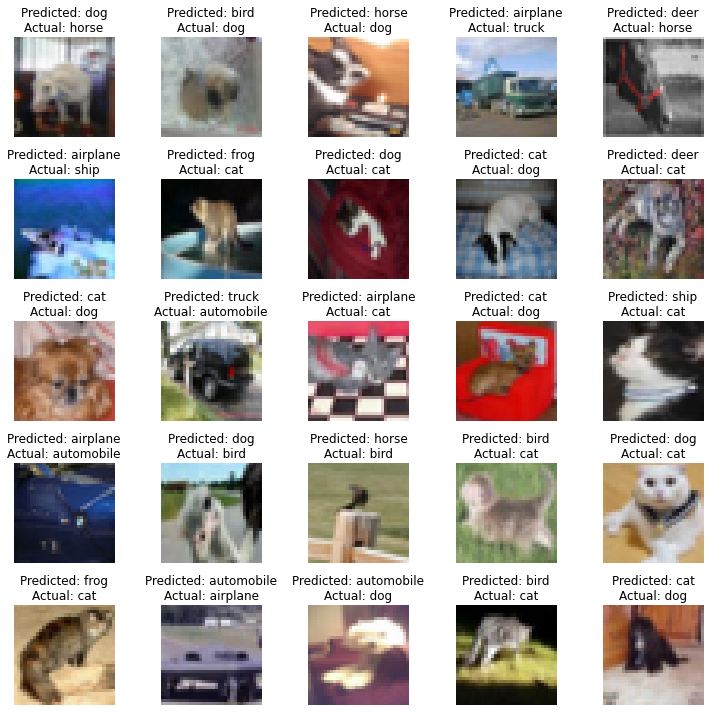 Predicted: dog
Actual: horse
Predicted: bird
Actual: dog
Predicted: horse
Actual: dog
Predicted: airplane
Actual: truck
Predicted: deer
Actual: horse
Predicted: airplane
Actual: ship
Predicted: frog
Actual: cat
Predicted: dog
Actual: cat
Predicted: cat
Actual: dog
Predicted: deer
Actual: cat
Predicted: cat
Actual: dog
Predicted: truck
Actual: automobile
Predicted: airplane
Actual: cat
Predicted: cat
Actual: dog
Predicted: ship
Actual: cat
Predicted: airplane
Actual: automobile
Predicted: dog
Actual: bird
Predicted: horse
Actual: bird
Predicted: bird
Actual: cat
Predicted: dog
Actual: cat
Predicted: frog
Actual: cat
Predicted: automobile
Actual: airplane
Predicted: automobile
Actual: dog
Predicted: bird
Actual: cat
Predicted: cat
Actual: dog